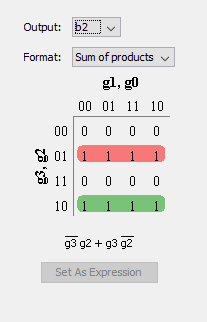 Output: b2
Format: Sum of products
g1, g0
00 01 11 10
g3, g2
00 0 0 0 0
01 1 1 1 1
11 0 0 0 0
10 1 1 1 1
g̅3̅ g2 + g3 g̅2̅
Set As Expression